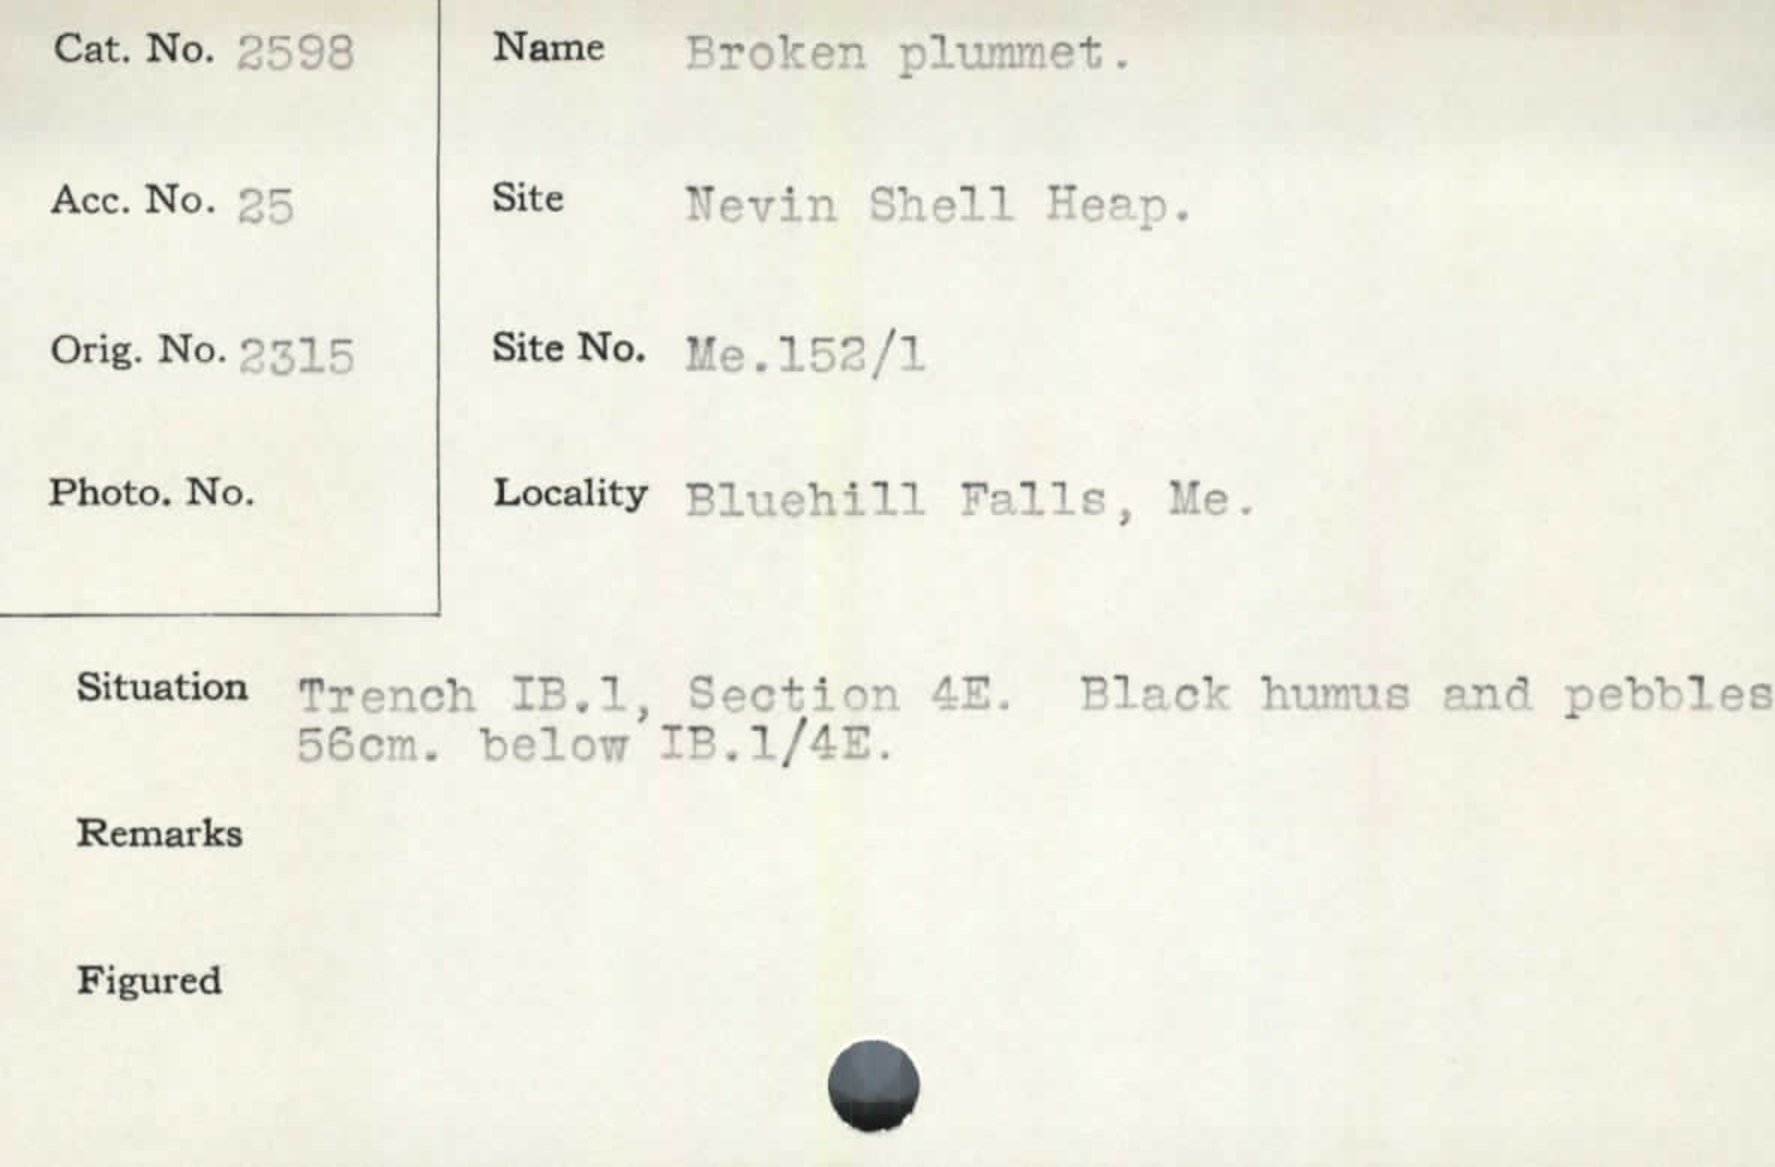 Cat. No. 2598
Name Broken plummet.
Acc. No. 25
Site Nevin Shell Heap.
Orig. No. 2315
Site No. Me.152/1
Photo. No.
Locality Bluehill Falls, Me.
Situation Trench IB.1, Section 4E. Black humus and pebbles
56cm. below IB.1/4E.
Remarks
Figured